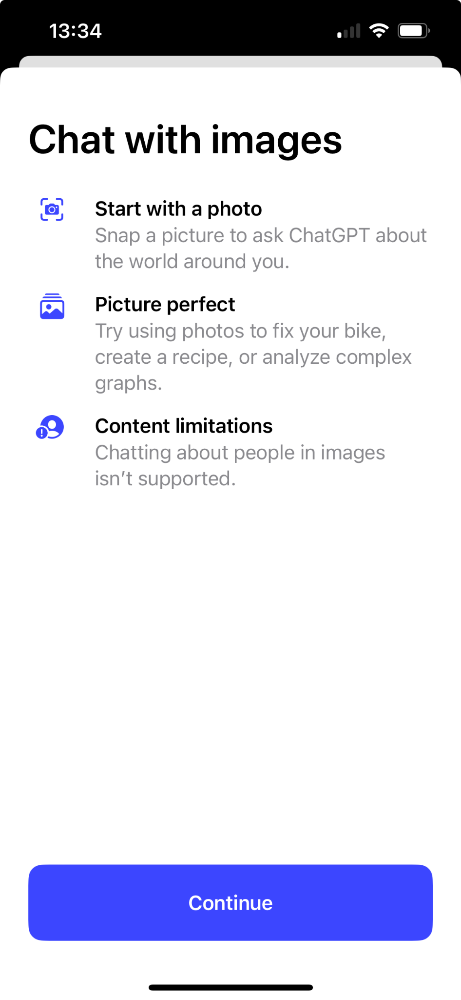 13:34
Chat with images
Start with a photo
Snap a picture to ask ChatGPT about
the world around you.
Picture perfect
Try using photos to fix your bike,
create a recipe, or analyze complex
graphs.
Content limitations
Chatting about people in images
isn’t supported.
Continue